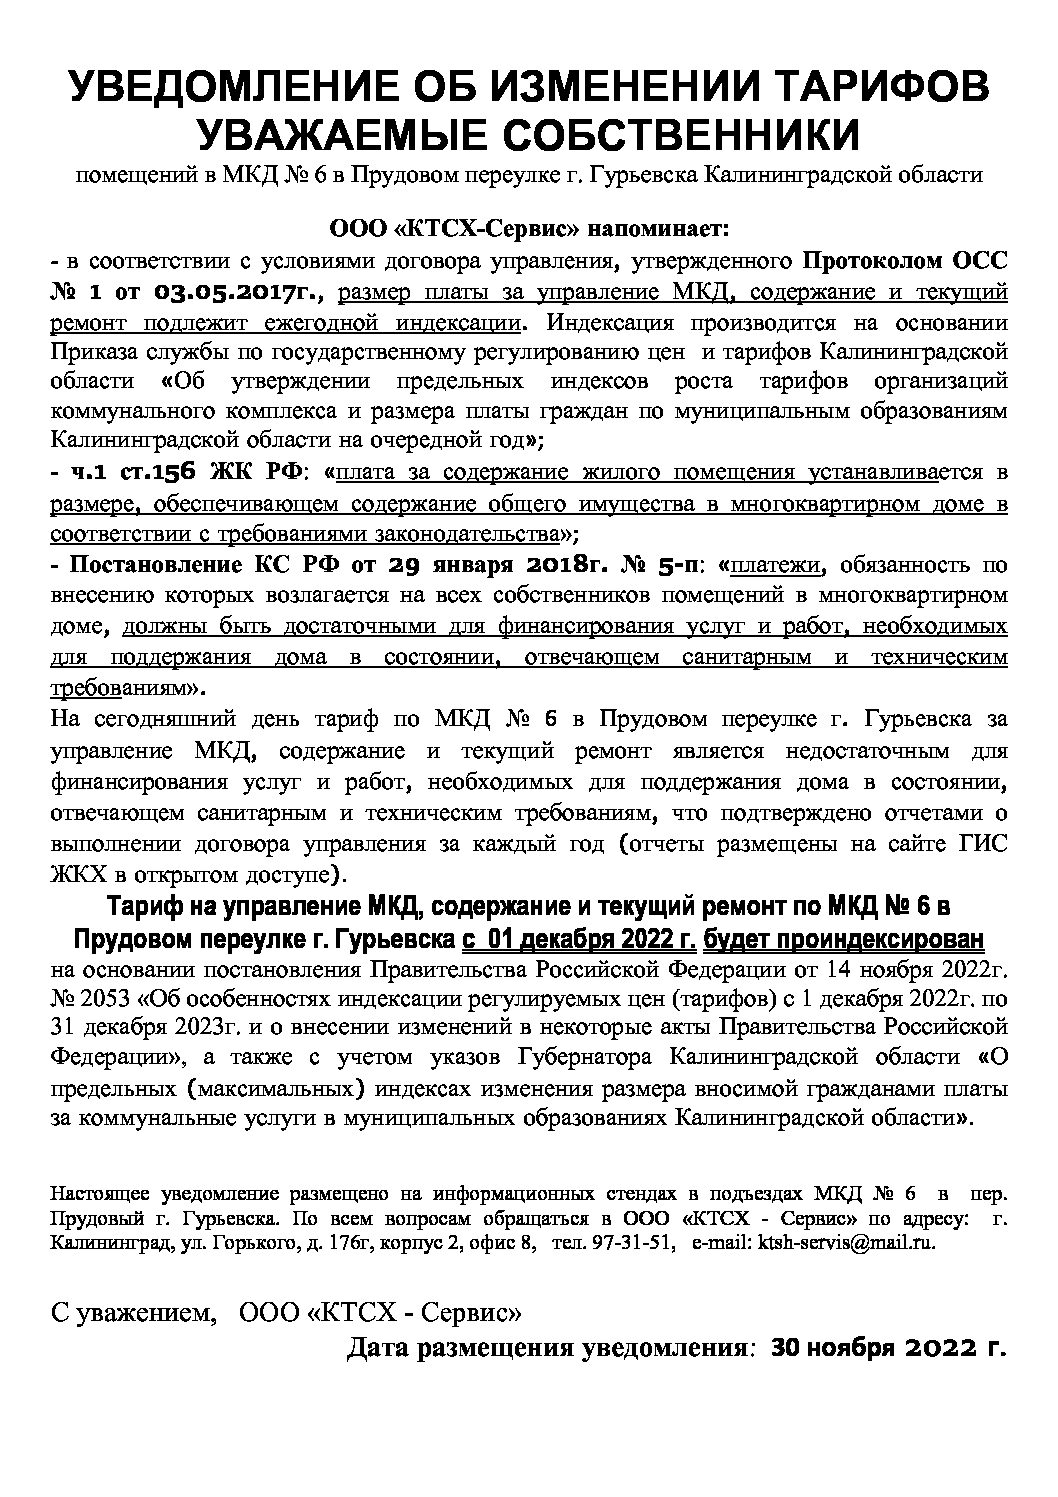 УВЕДОМЛЕНИЕ ОБ ИЗМЕНЕНИИ ТАРИФОВ
УВАЖАЕМЫЕ СОБСТВЕННИКИ
помещений в МКД № 6 в Прудовом переулке г. Гурьевска Калининградской области
ООО «КТСХ-Сервис» напоминает:
- в соответствии с условиями договора управления, утвержденного Протоколом ОСС
№ 1 от 03.05.2017г., размер платы за управление МКД, содержание и текущий
ремонт подлежит ежегодной индексации. Индексация производится на основании
Приказа службы по государственному регулированию цен и тарифов Калининградской
области «Об утверждении предельных индексов роста тарифов организаций
коммунального комплекса и размера платы граждан по муниципальным образованиям
Калининградской области на очередной год»;
- ч.1 ст.156 ЖК РФ: «плата за содержание жилого помещения устанавливается в
размере, обеспечивающем содержание общего имущества в многоквартирном доме в
соответствии с требованиями законодательства»;
- Постановление КС РФ от 29 января 2018г. № 5-п: «платежи, обязанность по
внесению которых возлагается на всех собственников помещений в многоквартирном
доме, должны быть достаточными для финансирования услуг и работ, необходимых
для поддержания дома в состоянии, отвечающем санитарным и техническим
требованиям».
На сегодняшний день тариф по МКД № 6 в Прудовом переулке г. Гурьевска за
управление МКД, содержание и текущий ремонт является недостаточным для
финансирования услуг и работ, необходимых для поддержания дома в состоянии,
отвечающем санитарным и техническим требованиям, что подтверждено отчетами о
выполнении договора управления за каждый год (отчеты размещены на сайте ГИС
ЖКХ в открытом доступе).
Тариф на управление МКД, содержание и текущий ремонт по МКД № 6 в
Прудовом переулке г. Гурьевска с 01 декабря 2022 г. будет проиндексирован
на основании постановления Правительства Российской Федерации от 14 ноября 2022г.
№ 2053 «Об особенностях индексации регулируемых цен (тарифов) с 1 декабря 2022г. по
31 декабря 2023г. и о внесении изменений в некоторые акты Правительства Российской
Федерации», а также с учетом указов Губернатора Калининградской области «О
предельных (максимальных) индексах изменения размера вносимой гражданами платы
за коммунальные услуги в муниципальных образованиях Калининградской области».
Настоящее уведомление размещено на информационных стендах в подъездах МКД № 6 в пер.
Прудовый г. Гурьевска. По всем вопросам обращаться в ООО «КТСХ - Сервис» по адресу: г.
Калининград, ул. Горького, д. 176г, корпус 2, офис 8, тел. 97-31-51, e-mail: ktsh-servis@mail.ru.
С уважением, ООО «КТСХ - Сервис»
Дата размещения уведомления: 30 ноября 2022 г.